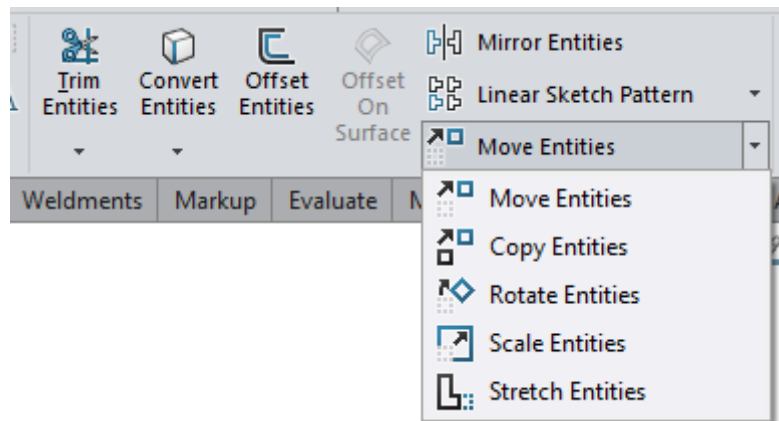 Trim Entities
Convert Entities
Offset Entities
Offset On Surface
Mirror Entities
Linear Sketch Pattern
Move Entities
Weldments
Markup
Evaluate
Move Entities
Copy Entities
Rotate Entities
Scale Entities
Stretch Entities